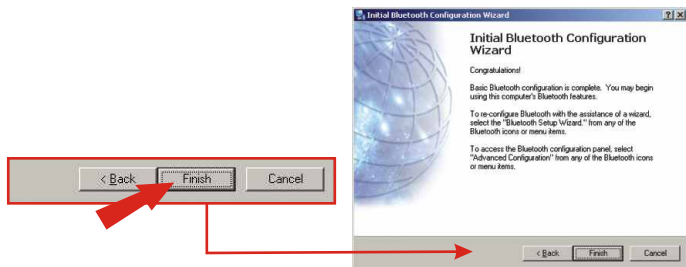 Initial Bluetooth Configuration Wizard
Initial Bluetooth Configuration
Wizard
Congratulations!
Basic Bluetooth configuration is complete. You may begin
using this computer's Bluetooth features.
To re-configure Bluetooth with the assistance of a wizard,
select the "Bluetooth Setup Wizard." from any of the
Bluetooth icons or menu items.
To access the Bluetooth configuration panel, select
"Advanced Configuration" from any of the Bluetooth icons
or menu items.
< Back Finish Cancel
< Back Finish Cancel